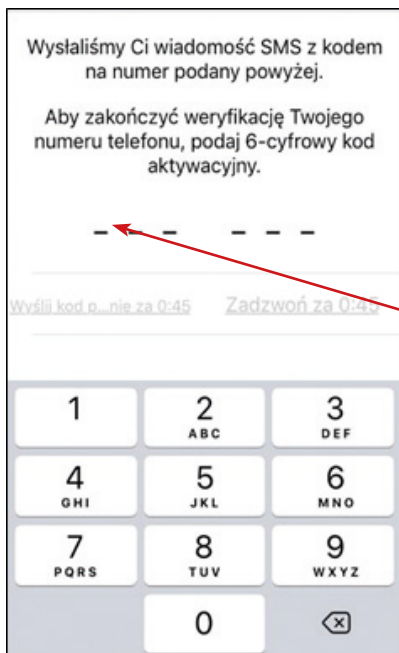 Wysłaliśmy Ci wiadomość SMS z kodem
na numer podany powyżej.
Aby zakończyć weryfikację Twojego
numeru telefonu, podaj 6-cyfrowy kod
aktywacyjny.
– – – – – –
Wyślij kod p...nie za 0:45 Zadzwoń za 0:45
1 2 3
ABC DEF
4 5 6
GHI JKL MNO
7 8 9
PQRS TUV WXYZ
0